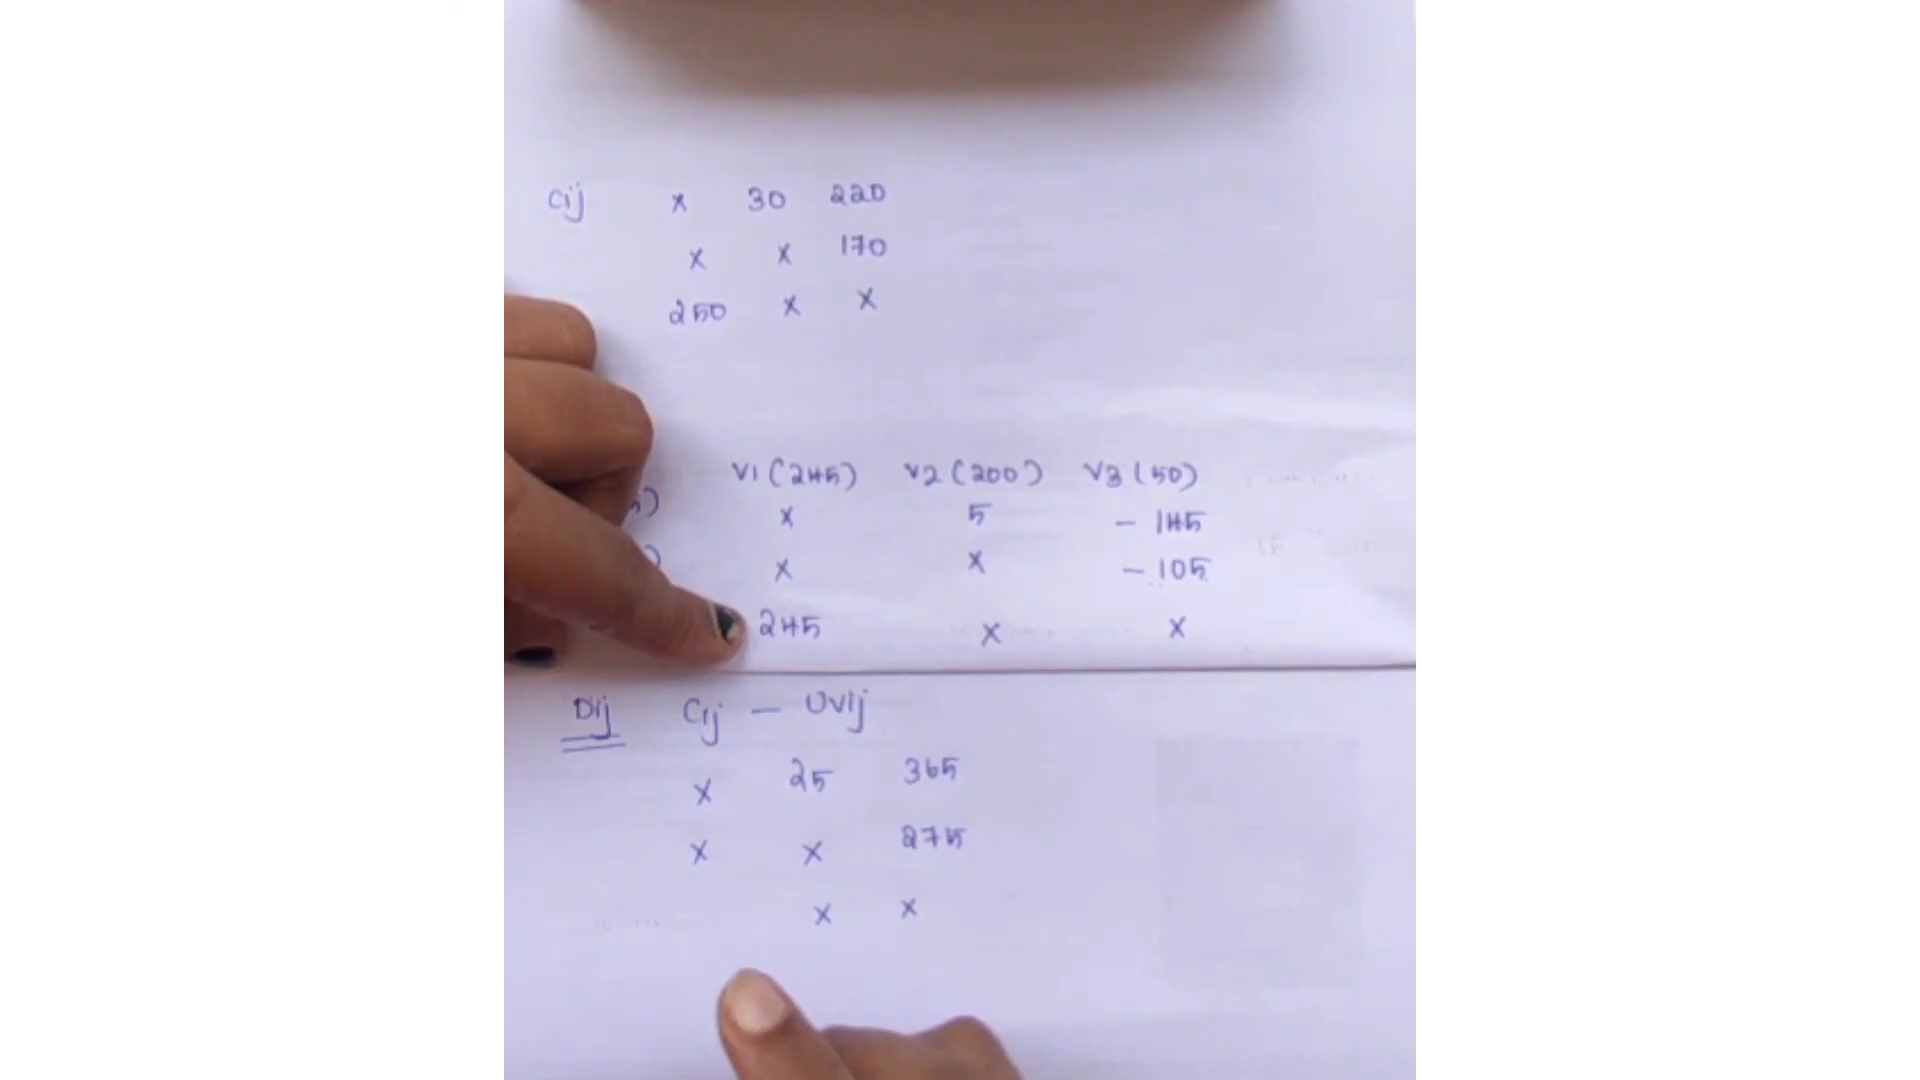 Cij x 30 220
x x 170
250 x x
V1 (245) V2 (200) V3 (50)
x 5 - 145
x x - 105
245 x x
Dij Cij - UVij
x 25 365
x x 275
x x